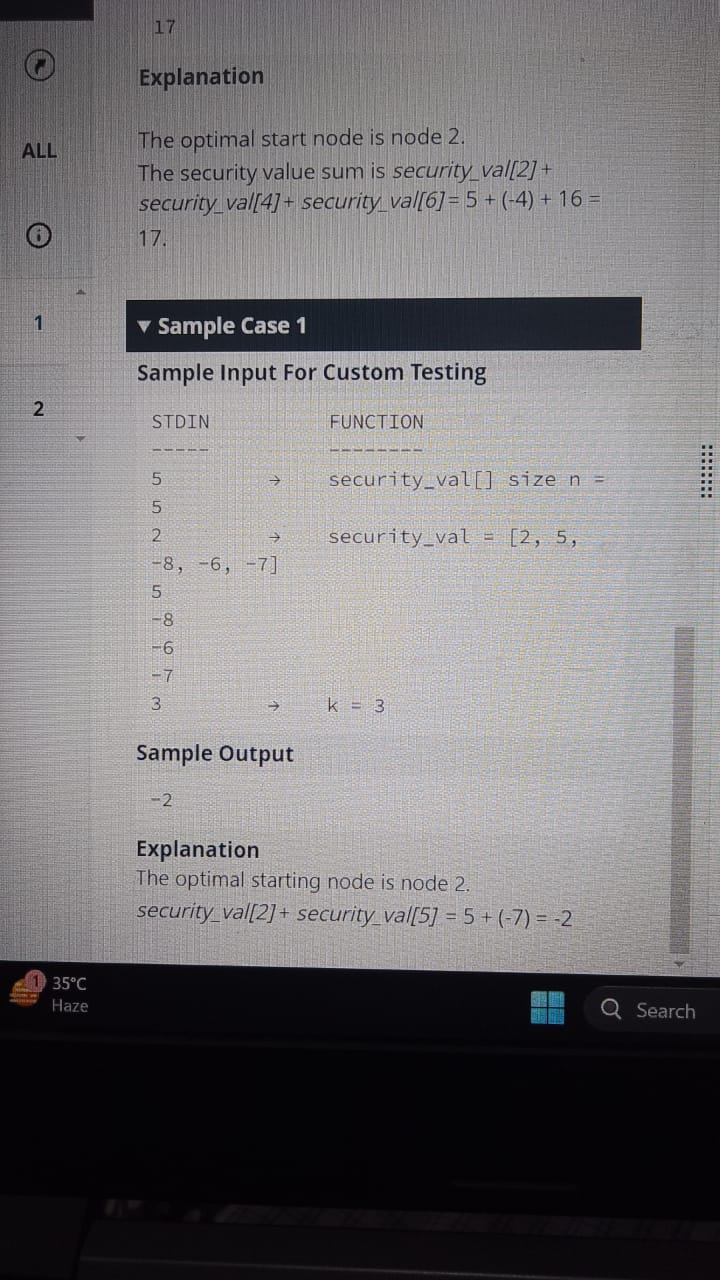 17
Explanation
ALL
The optimal start node is node 2.
The security value sum is security_val[2]+
security_val[4]+ security_val[6]= 5 + (-4) + 16 =
17.
1
▼ Sample Case 1
Sample Input For Custom Testing
2
STDIN FUNCTION
----- --------
5 → security_val[] size n =
5
2 → security_val = [2, 5,
-8, -6, -7]
5
-8
-6
-7
3 → k = 3
Sample Output
-2
Explanation
The optimal starting node is node 2.
security_val[2]+ security_val[5] = 5 + (-7) = -2
1 35°C
Haze
Search